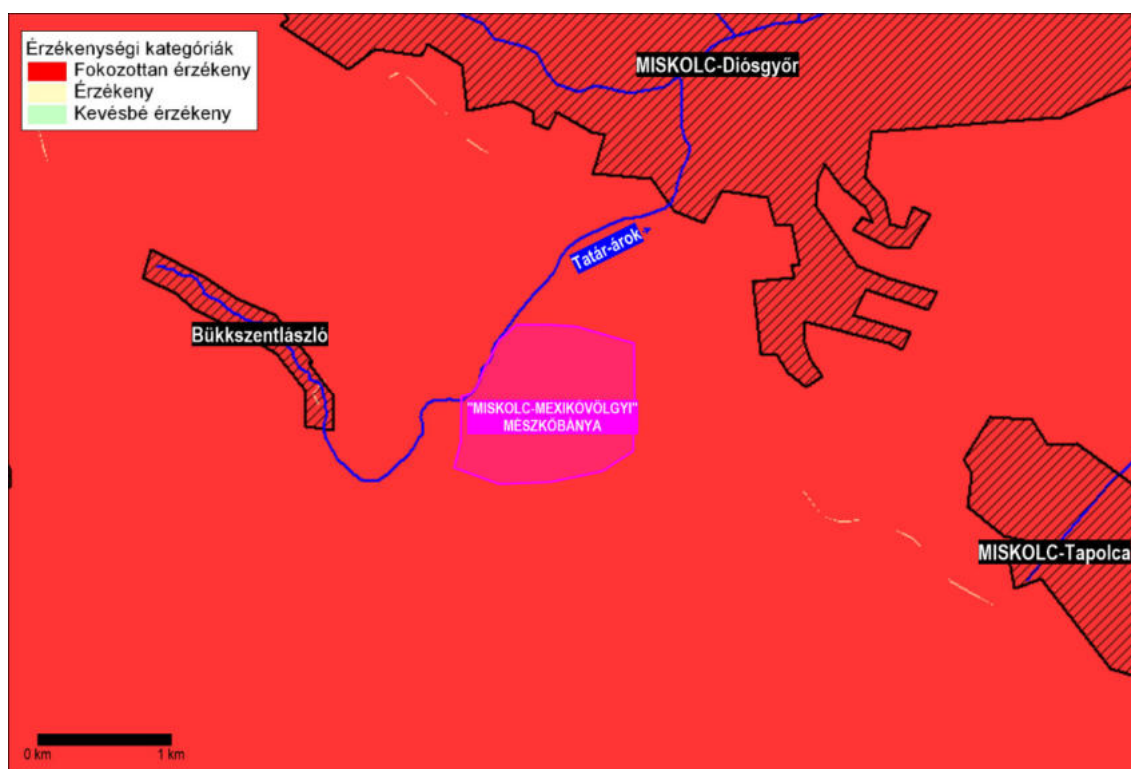 Érzékenységi kategóriák
Fokozottan érzékeny
Érzékeny
Kevésbé érzékeny
MISKOLC-Diósgyőr
Tatár-árok
Bükkszentlászló
"MISKOLC-MEXIKÓVÖLGYI"
MÉSZKŐBÁNYA
MISKOLC-Tapolca
0 km 1 km